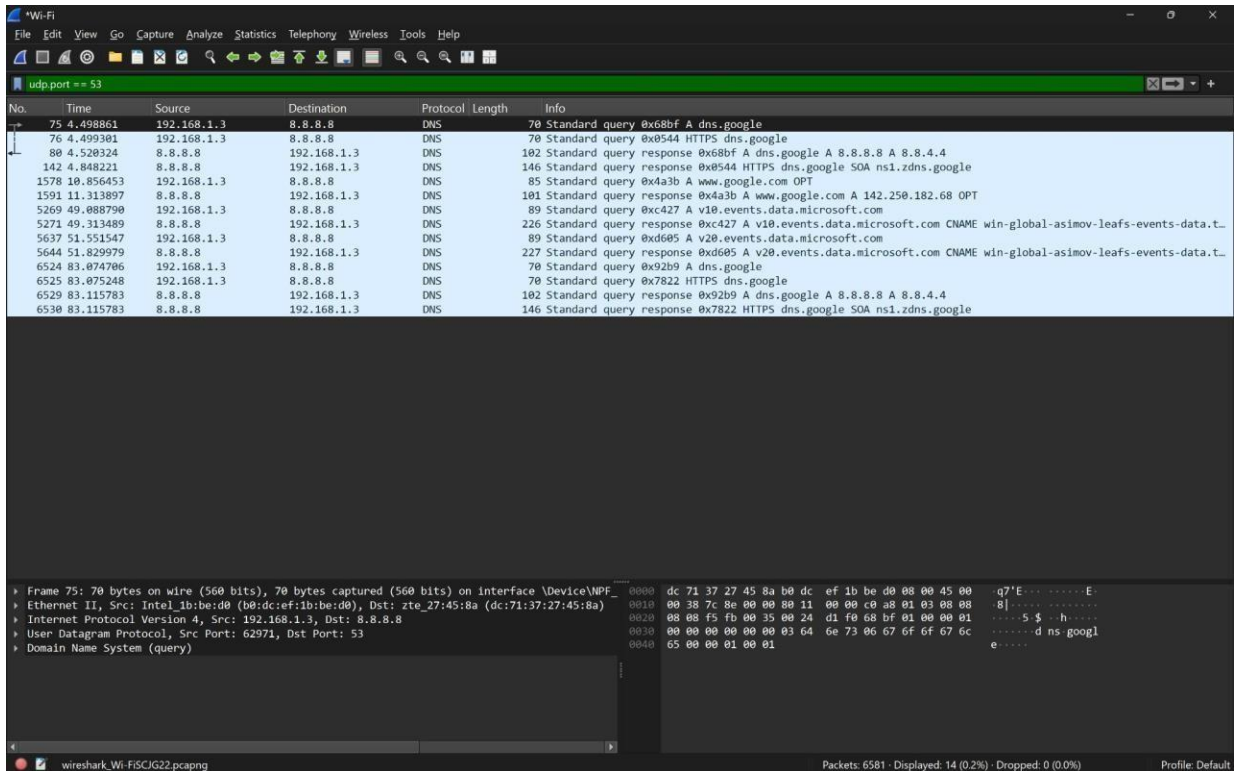 *Wi-Fi
File Edit View Go Capture Analyze Statistics Telephony Wireless Tools Help
udp.port == 53
No. Time Source Destination Protocol Length Info
75 4.498861 192.168.1.3 8.8.8.8 DNS 70 Standard query 0x68bf A dns.google
76 4.499301 192.168.1.3 8.8.8.8 DNS 70 Standard query 0x0544 HTTPS dns.google
80 4.520324 8.8.8.8 192.168.1.3 DNS 102 Standard query response 0x68bf A dns.google A 8.8.8.8 A 8.8.4.4
142 4.848221 8.8.8.8 192.168.1.3 DNS 146 Standard query response 0x0544 HTTPS dns.google SOA ns1.zdns.google
1578 10.856453 192.168.1.3 8.8.8.8 DNS 85 Standard query 0x4a3b A www.google.com OPT
1591 11.313897 8.8.8.8 192.168.1.3 DNS 101 Standard query response 0x4a3b A www.google.com A 142.250.182.68 OPT
5269 49.088790 192.168.1.3 8.8.8.8 DNS 89 Standard query 0xc427 A v10.events.data.microsoft.com
5271 49.313489 8.8.8.8 192.168.1.3 DNS 226 Standard query response 0xc427 A v10.events.data.microsoft.com CNAME win-global-asimov-leafs-events-data.t…
5637 51.551547 192.168.1.3 8.8.8.8 DNS 89 Standard query 0xd605 A v20.events.data.microsoft.com
5644 51.829979 8.8.8.8 192.168.1.3 DNS 227 Standard query response 0xd605 A v20.events.data.microsoft.com CNAME win-global-asimov-leafs-events-data.t…
6524 83.074706 192.168.1.3 8.8.8.8 DNS 70 Standard query 0x92b9 A dns.google
6525 83.075248 192.168.1.3 8.8.8.8 DNS 70 Standard query 0x7822 HTTPS dns.google
6529 83.115783 8.8.8.8 192.168.1.3 DNS 102 Standard query response 0x92b9 A dns.google A 8.8.8.8 A 8.8.4.4
6530 83.115783 8.8.8.8 192.168.1.3 DNS 146 Standard query response 0x7822 HTTPS dns.google SOA ns1.zdns.google
Frame 75: 70 bytes on wire (560 bits), 70 bytes captured (560 bits) on interface \Device\NPF_
Ethernet II, Src: Intel_1b:be:d0 (b0:dc:ef:1b:be:d0), Dst: zte_27:45:8a (dc:71:37:27:45:8a)
Internet Protocol Version 4, Src: 192.168.1.3, Dst: 8.8.8.8
User Datagram Protocol, Src Port: 62971, Dst Port: 53
Domain Name System (query)
0000 dc 71 37 27 45 8a b0 dc ef 1b be d0 08 00 45 00 ·q7'E··· ······E·
0010 00 38 7c 8e 00 00 80 11 00 00 c0 a8 01 03 08 08 ·8|····· ········
0020 08 08 f5 fb 00 35 00 24 d1 f0 68 bf 01 00 00 01 ·····5·$ ··h·····
0030 00 00 00 00 00 00 03 64 6e 73 06 67 6f 6f 67 6c ·······d ns·googl
0040 65 00 00 01 00 01 e·····
wireshark_Wi-FiSCJG22.pcapng
Packets: 6581 · Displayed: 14 (0.2%) · Dropped: 0 (0.0%)
Profile: Default